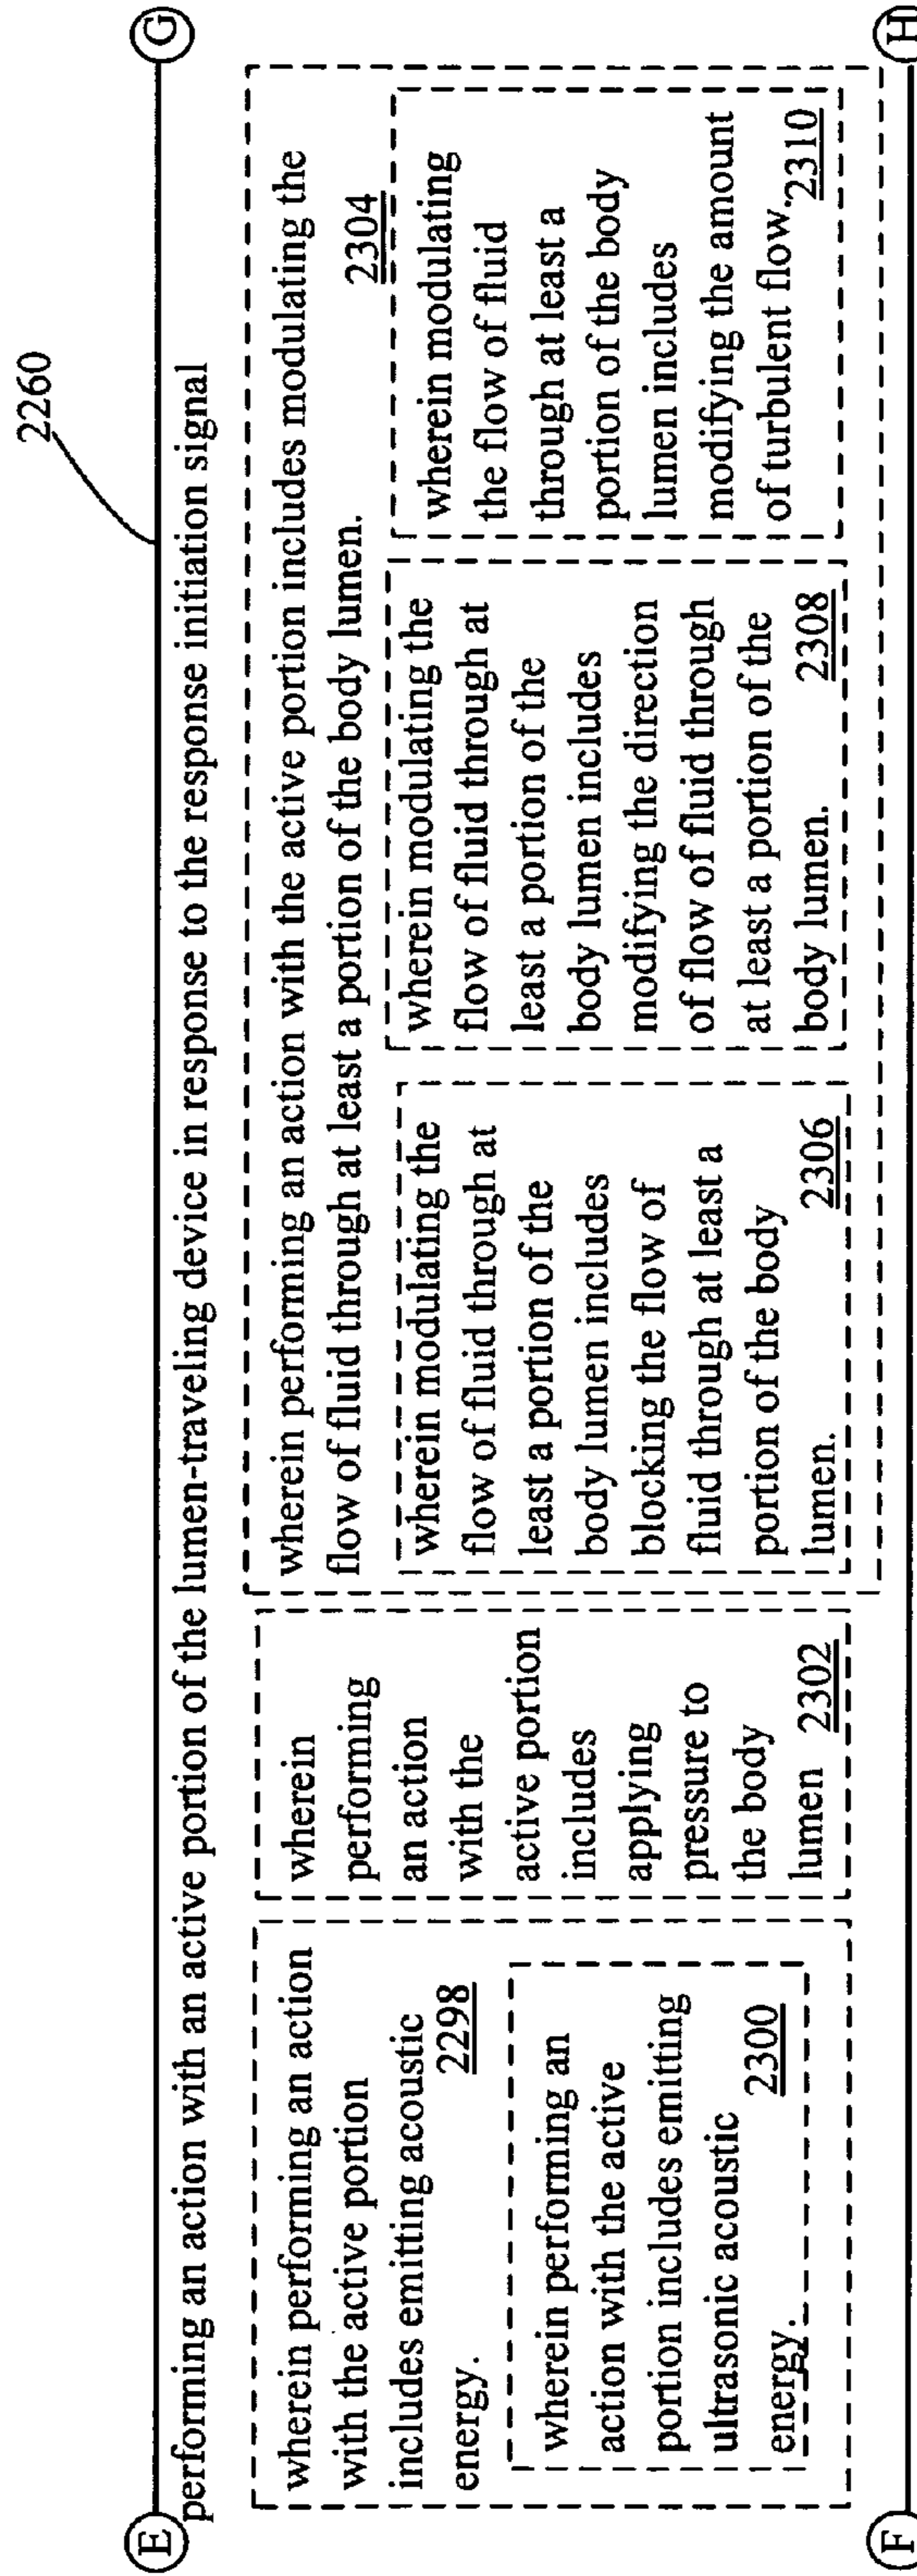 2260
E
G
performing an action with an active portion of the lumen-traveling device in response to the response initiation signal
wherein performing an action
with the active portion
includes emitting acoustic
energy. 2298
wherein performing an
action with the active
portion includes emitting
ultrasonic acoustic
energy. 2300
wherein
performing
an action
with the
active portion
includes
applying
pressure to
the body
lumen 2302
wherein performing an action with the active portion includes modulating the
flow of fluid through at least a portion of the body lumen. 2304
wherein modulating the
flow of fluid through at
least a portion of the
body lumen includes
blocking the flow of
fluid through at least a
portion of the body
lumen. 2306
wherein modulating the
flow of fluid through at
least a portion of the
body lumen includes
modifying the direction
of flow of fluid through
at least a portion of the
body lumen. 2308
wherein modulating
the flow of fluid
through at least a
portion of the body
lumen includes
modifying the amount
of turbulent flow. 2310
F
H